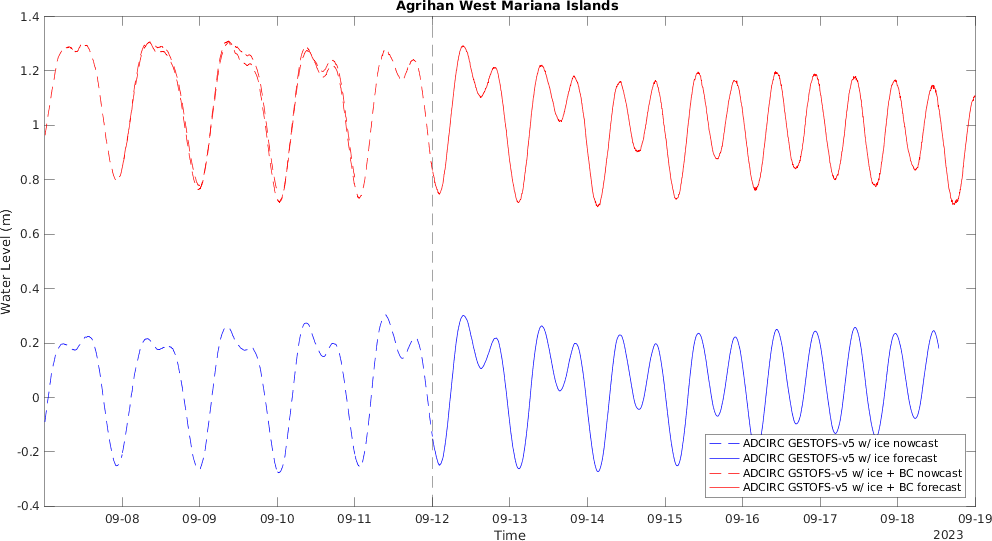 Agrihan West Mariana Islands
1.4
1.2
1
0.8
0.6
0.4
0.2
0
-0.2
-0.4
Water Level (m)
ADCIRC GESTOFS-v5 w/ ice nowcast
ADCIRC GESTOFS-v5 w/ ice forecast
ADCIRC GSTOFS-v5 w/ ice + BC nowcast
ADCIRC GSTOFS-v5 w/ ice + BC forecast
09-08 09-09 09-10 09-11 09-12 09-13 09-14 09-15 09-16 09-17 09-18 09-19
Time
2023